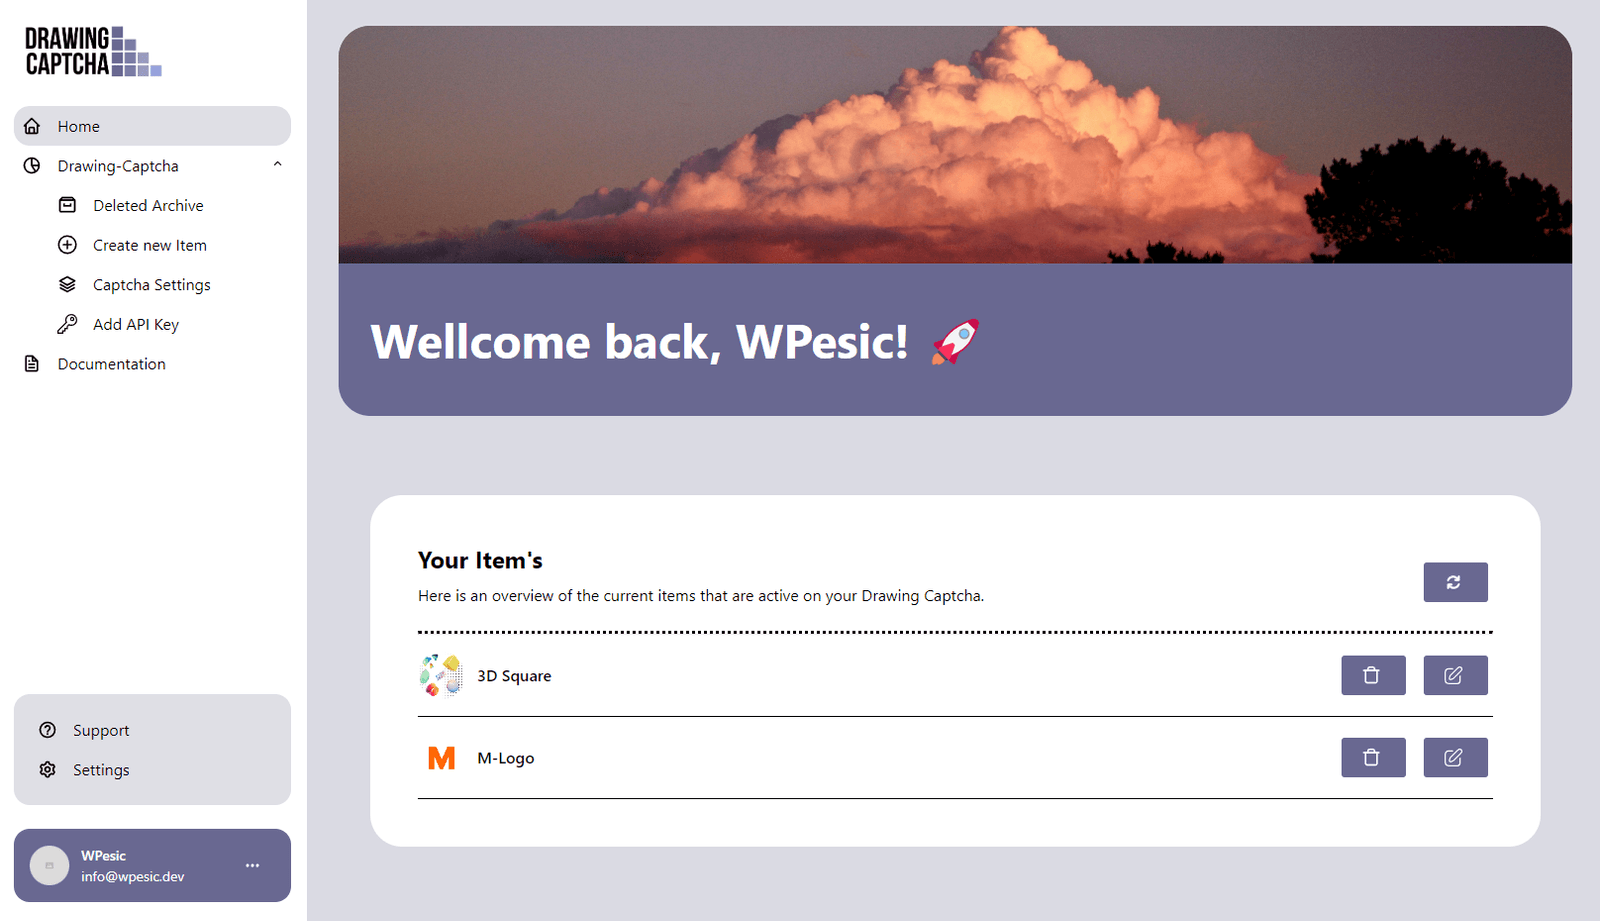 DRAWING
CAPTCHA
Home
Drawing-Captcha
Deleted Archive
Create new Item
Captcha Settings
Add API Key
Documentation
Support
Settings
WPesic
info@wpesic.dev
Wellcome back, WPesic! 🚀
Your Item's
Here is an overview of the current items that are active on your Drawing Captcha.
3D Square
M
M-Logo